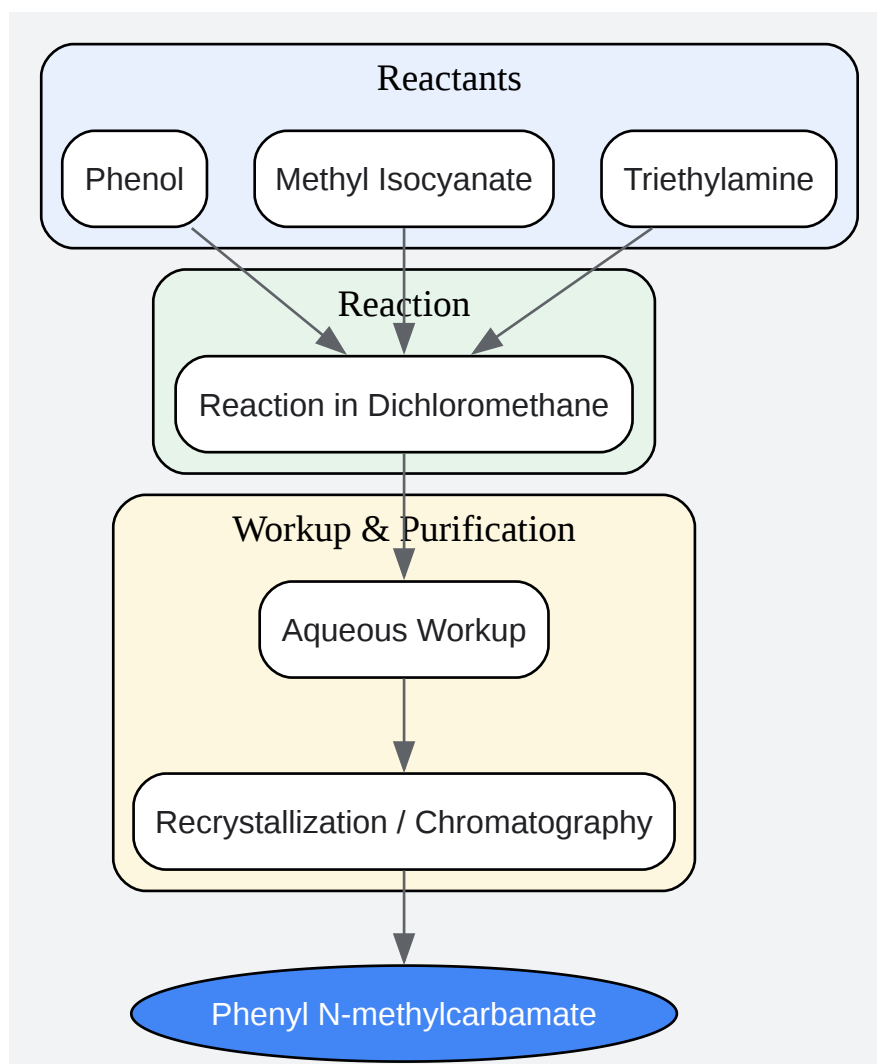 Reactants
Phenol
Methyl Isocyanate
Triethylamine
Reaction
Reaction in Dichloromethane
Workup & Purification
Aqueous Workup
Recrystallization / Chromatography
Phenyl N-methylcarbamate